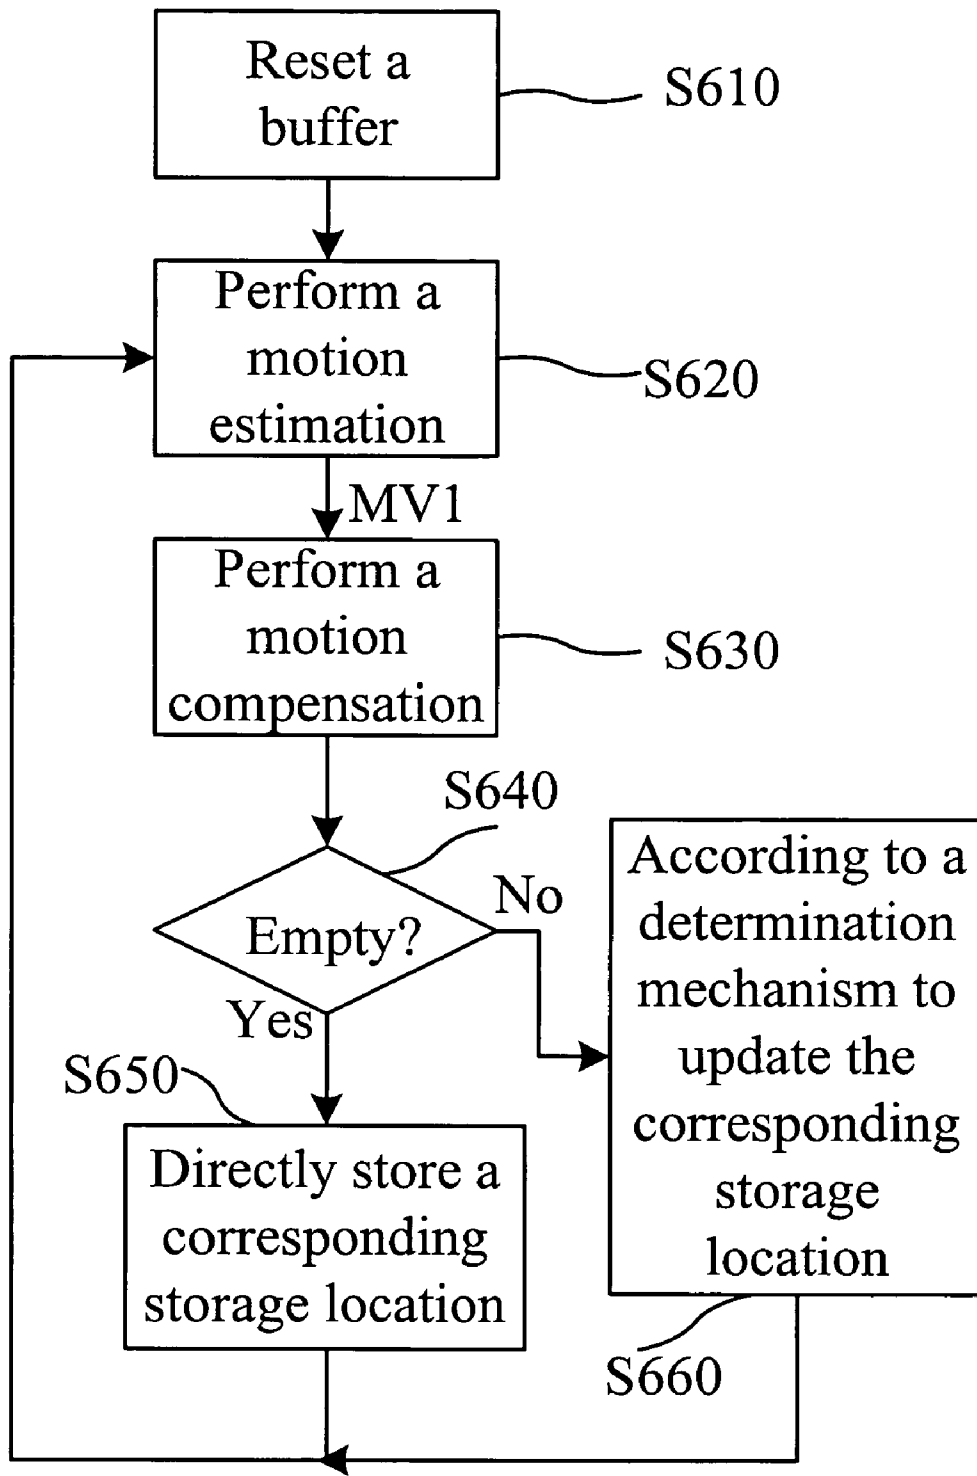 Reset a
buffer
S610
Perform a
motion
estimation
S620
MV1
Perform a
motion
compensation
S630
S640
Empty?
No
Yes
According to a
determination
mechanism to
update the
corresponding
storage
location
S650
Directly store a
corresponding
storage location
S660